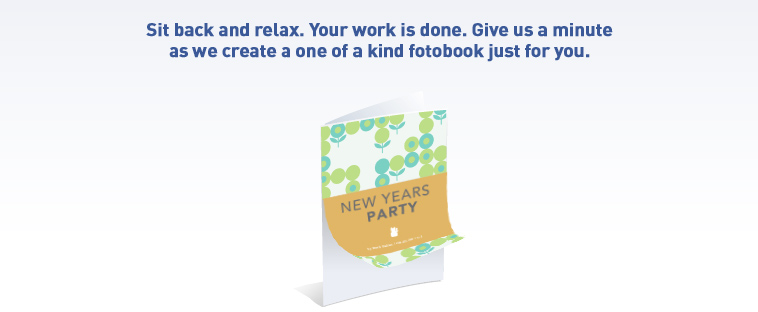 Sit back and relax. Your work is done. Give us a minute
as we create a one of a kind fotobook just for you.
NEW YEARS
PARTY